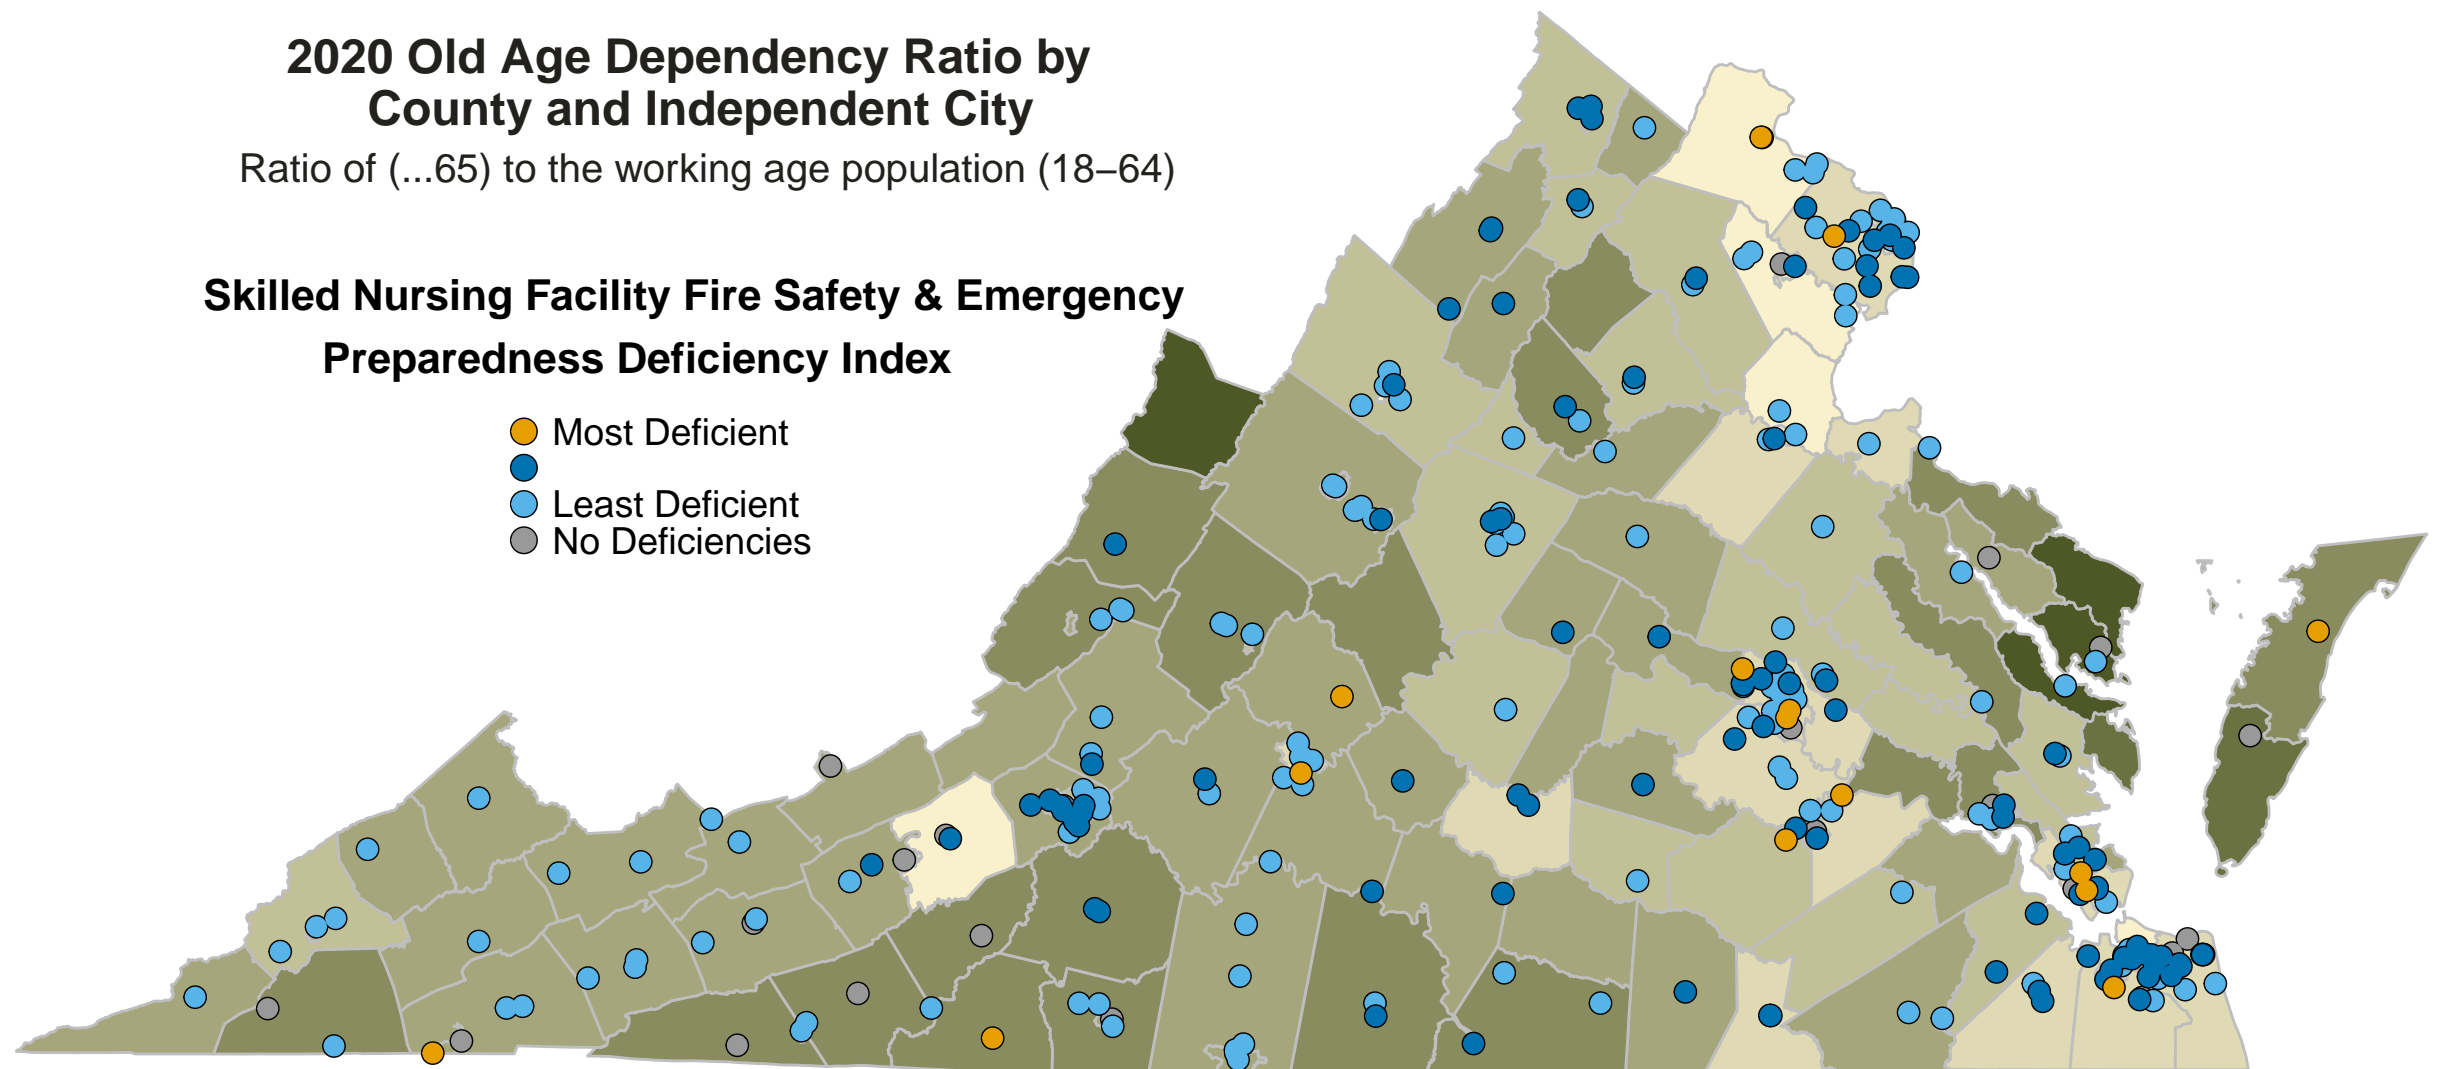 2020 Old Age Dependency Ratio by
County and Independent City
Ratio of (...65) to the working age population (18–64)
Skilled Nursing Facility Fire Safety & Emergency
Preparedness Deficiency Index
Most Deficient
Least Deficient
No Deficiencies